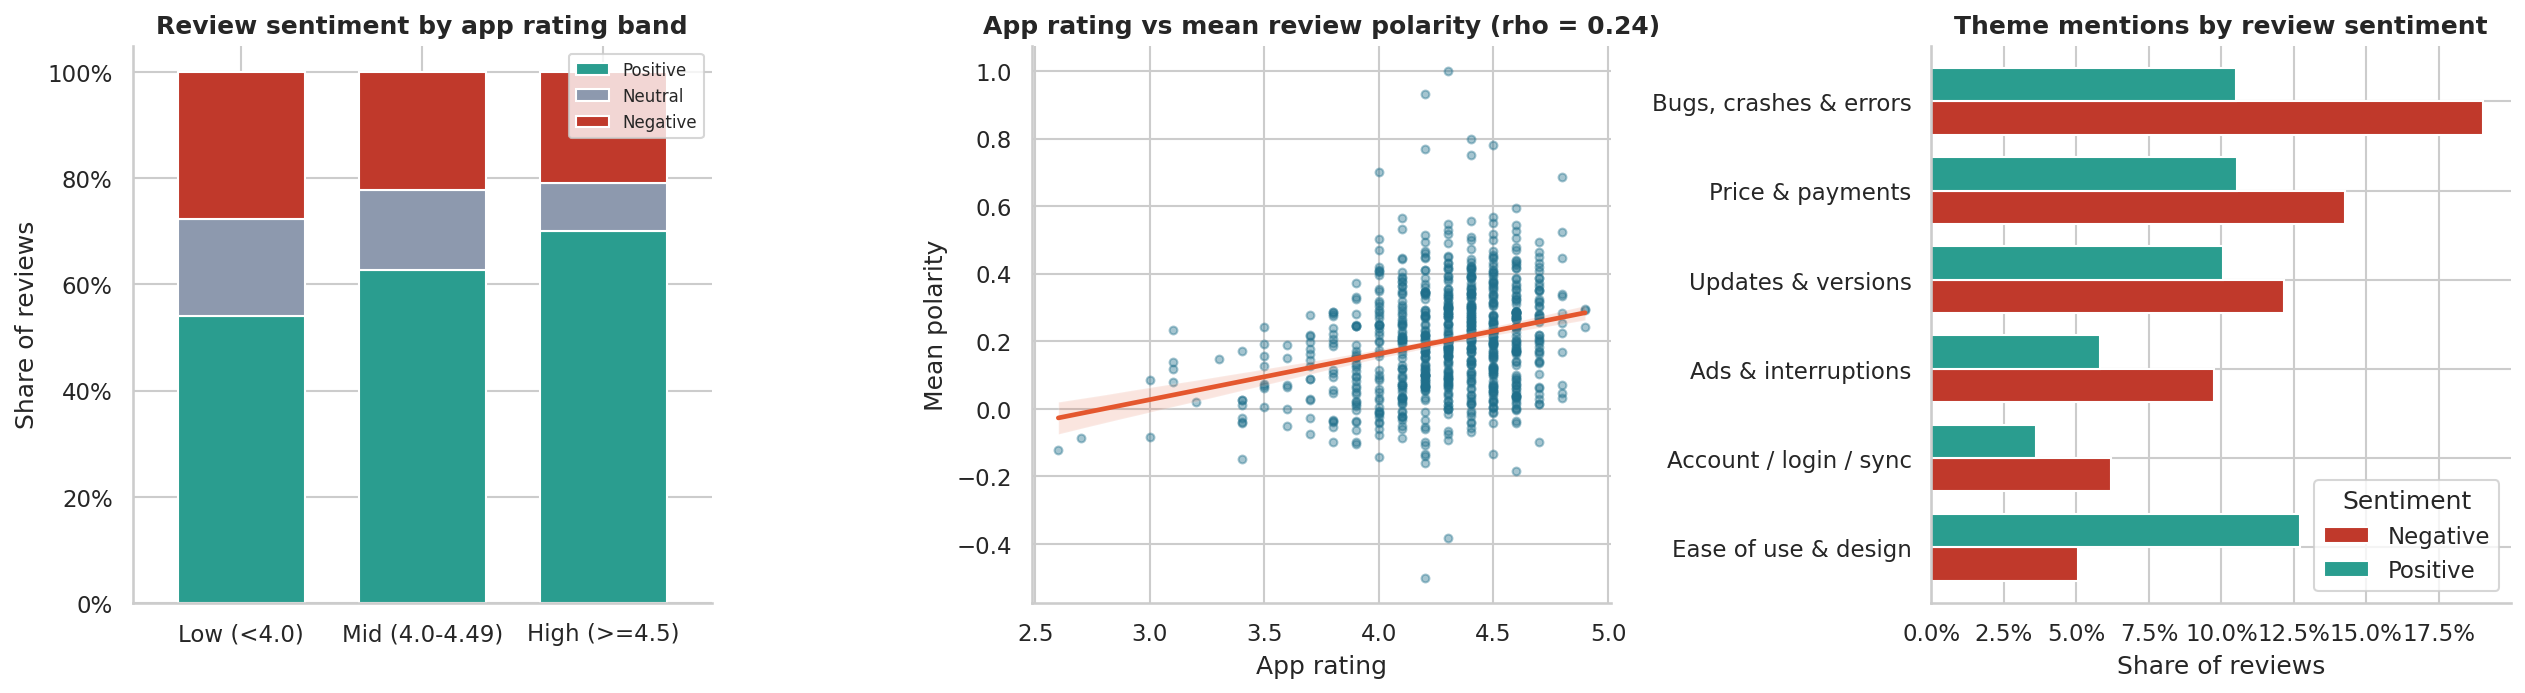 Review sentiment by app rating band
Positive
Neutral
Negative
100%
80%
60%
40%
20%
0%
Share of reviews
Low (<4.0)
Mid (4.0-4.49)
High (>=4.5)
App rating vs mean review polarity (rho = 0.24)
1.0
0.8
0.6
0.4
0.2
0.0
−0.2
−0.4
Mean polarity
2.5
3.0
3.5
4.0
4.5
5.0
App rating
Theme mentions by review sentiment
Bugs, crashes & errors
Price & payments
Updates & versions
Ads & interruptions
Account / login / sync
Ease of use & design
Sentiment
Negative
Positive
0.0%
2.5%
5.0%
7.5%
10.0%
12.5%
15.0%
17.5%
Share of reviews